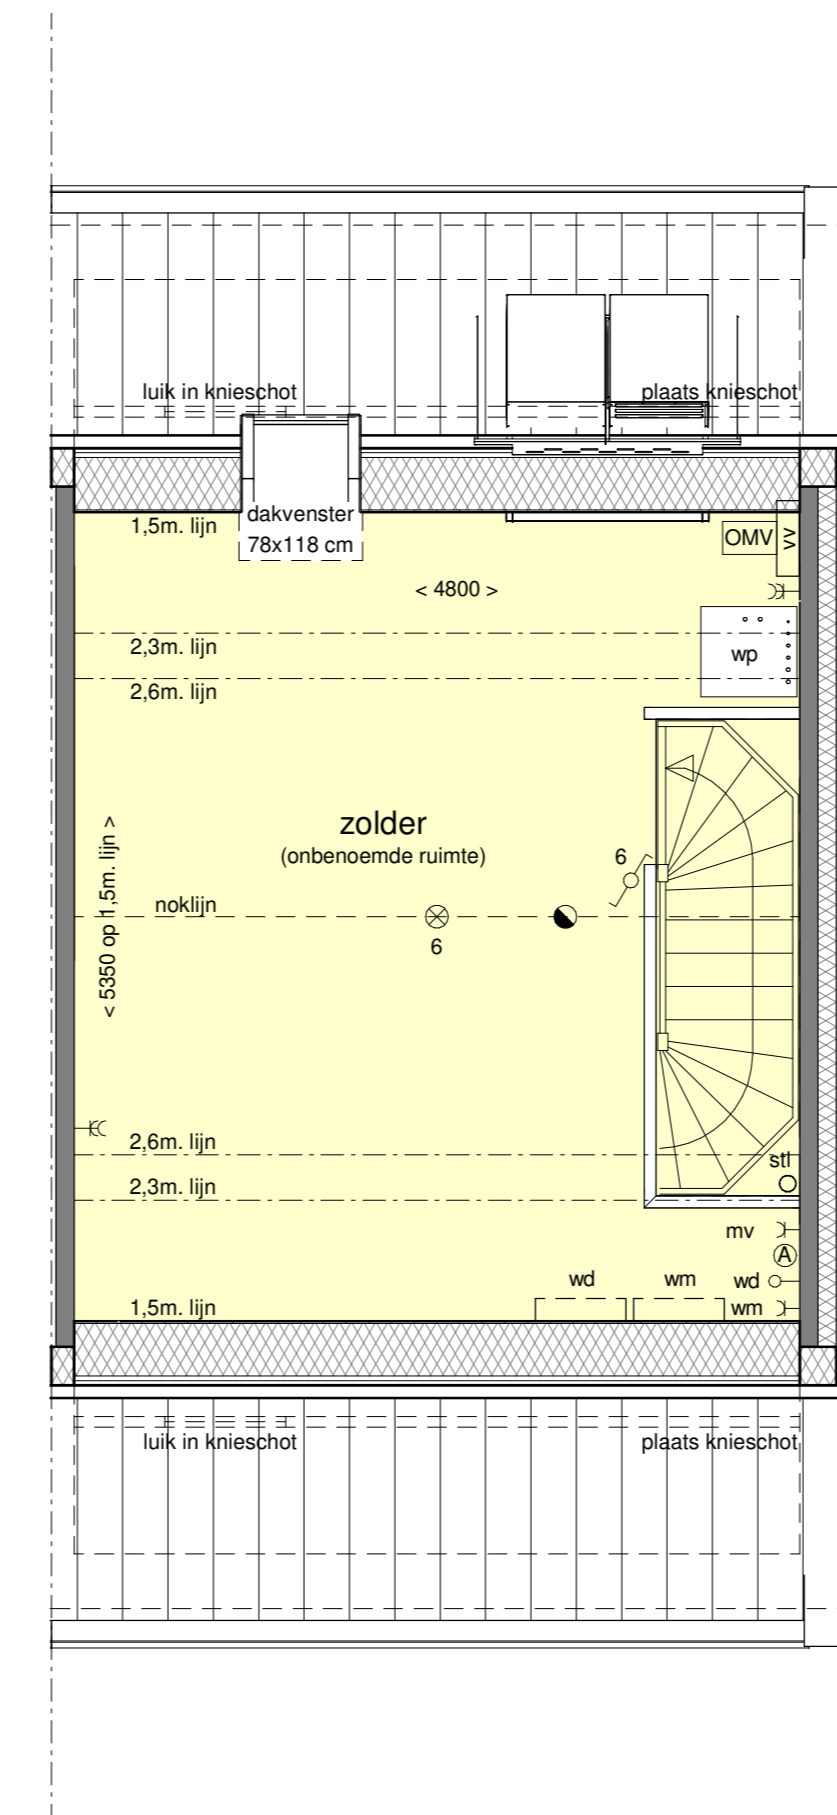 luik in knieschot
plaats knieschot
dakvenster
78x118 cm
1,5m. lijn
OMV
VV
< 4800 >
2,3m. lijn
wp
2,6m. lijn
zolder
(onbenoemde ruimte)
6
< 5350 op 1,5m. lijn >
noklijn
6
2,6m. lijn
stl
2,3m. lijn
mv
A
wd
wm
wd
1,5m. lijn
wm
luik in knieschot
plaats knieschot